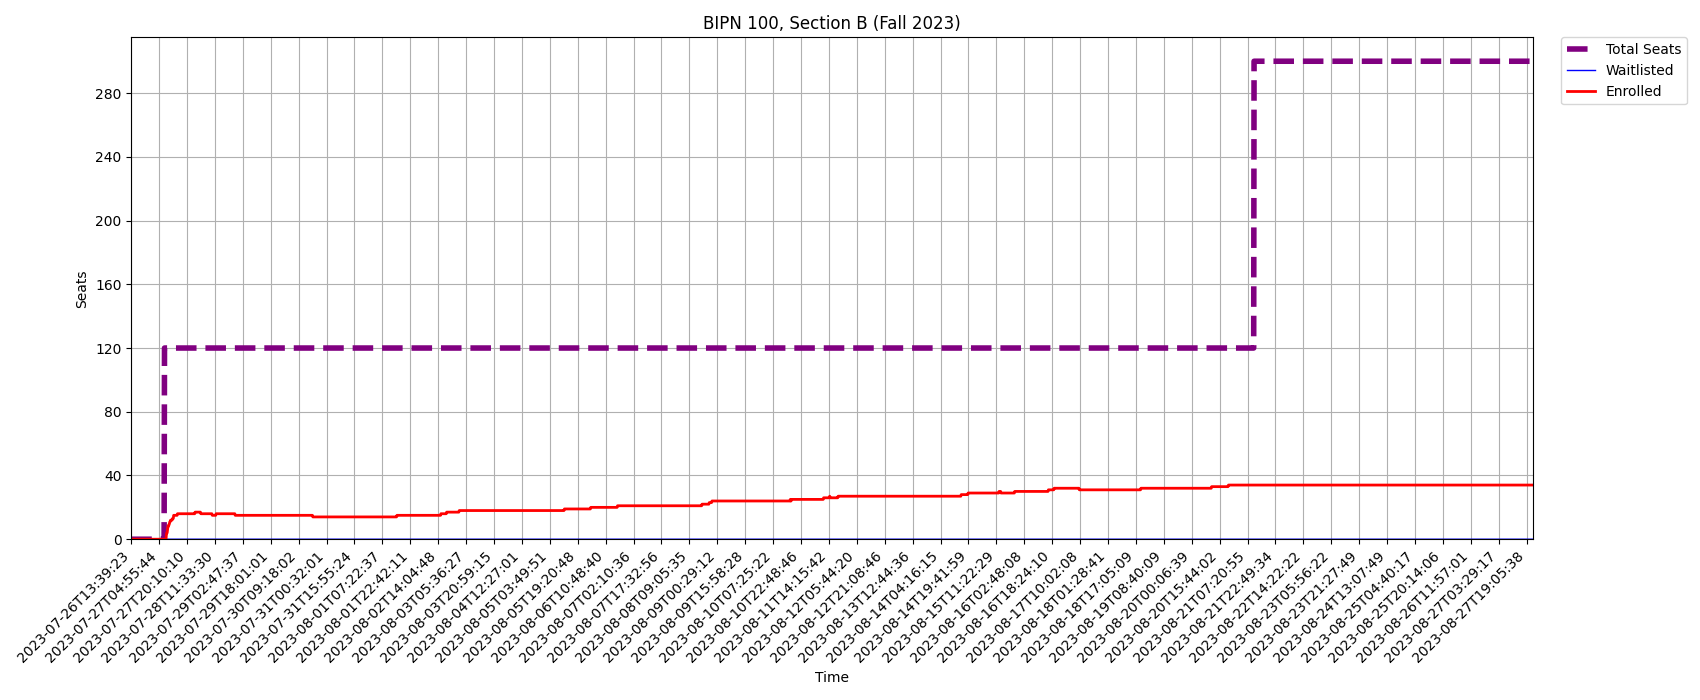 BIPN 100, Section B (Fall 2023)
Total Seats
Waitlisted
Enrolled
Seats
280
240
200
160
120
80
40
0
2023-07-26T13:39:23
2023-07-27T04:55:44
2023-07-27T20:10:10
2023-07-28T11:33:30
2023-07-29T02:47:37
2023-07-29T18:01:01
2023-07-30T09:18:02
2023-07-31T00:32:01
2023-07-31T15:55:24
2023-08-01T07:22:37
2023-08-01T22:42:11
2023-08-02T14:04:48
2023-08-03T05:36:27
2023-08-03T20:59:15
2023-08-04T12:27:01
2023-08-05T03:49:51
2023-08-05T19:20:48
2023-08-06T10:48:40
2023-08-07T02:10:36
2023-08-07T17:32:56
2023-08-08T09:05:35
2023-08-09T00:29:12
2023-08-09T15:58:28
2023-08-10T07:25:22
2023-08-10T22:48:46
2023-08-11T14:15:42
2023-08-12T05:44:20
2023-08-12T21:08:46
2023-08-13T12:44:36
2023-08-14T04:16:15
2023-08-14T19:41:59
2023-08-15T11:22:29
2023-08-16T02:48:08
2023-08-16T18:24:10
2023-08-17T10:02:08
2023-08-18T01:28:41
2023-08-18T17:05:09
2023-08-19T08:40:09
2023-08-20T00:06:39
2023-08-20T15:44:02
2023-08-21T07:20:55
2023-08-21T22:49:34
2023-08-22T14:22:22
2023-08-23T05:56:22
2023-08-23T21:27:49
2023-08-24T13:07:49
2023-08-25T04:40:17
2023-08-25T20:14:06
2023-08-26T11:57:01
2023-08-27T03:29:17
2023-08-27T19:05:38
Time